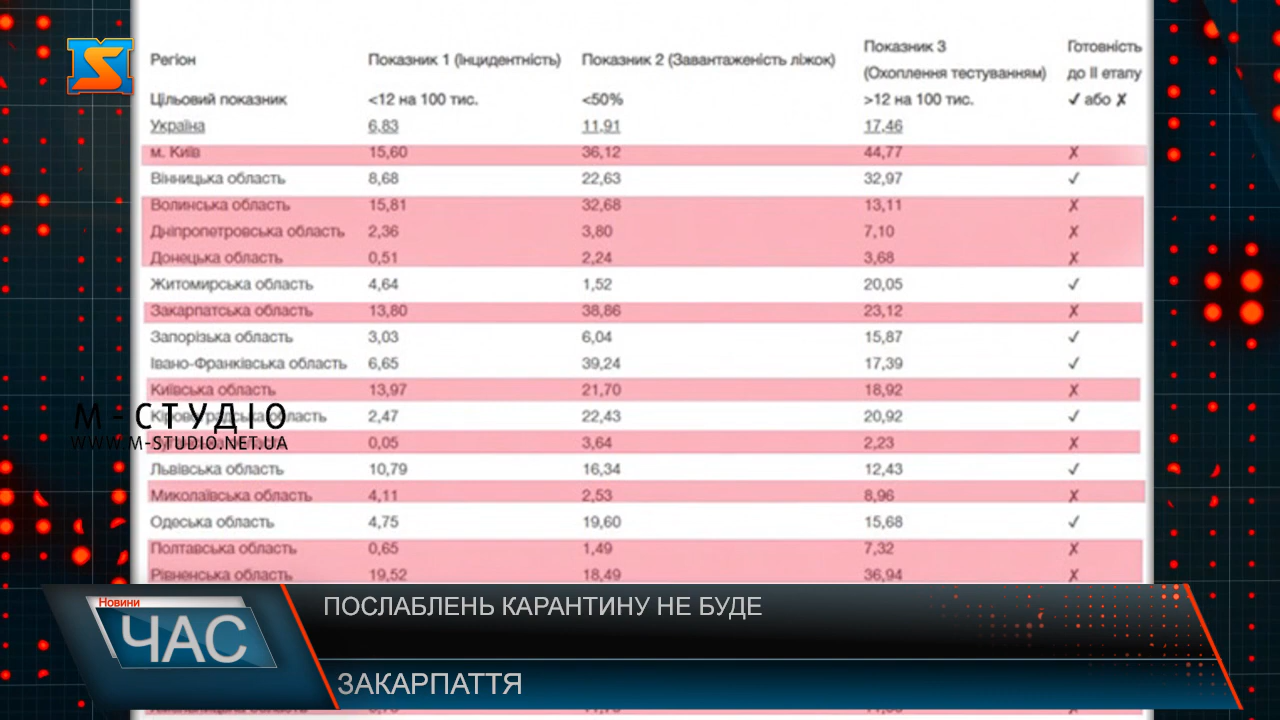 Регіон Показник 1 (Інцидентність) Показник 2 (Завантаженість ліжок) Показник 3 (Охоплення тестуванням) Готовність до II етапу
Цільовий показник <12 на 100 тис. <50% >12 на 100 тис. ✓ або ✗
Україна 6,83 11,91 17,46
м. Київ 15,60 36,12 44,77 ✗
Вінницька область 8,68 22,63 32,97 ✓
Волинська область 15,81 32,68 13,11 ✗
Дніпропетровська область 2,36 3,80 7,10 ✗
Донецька область 0,51 2,24 3,68 ✗
Житомирська область 4,64 1,52 20,05 ✓
Закарпатська область 13,80 38,86 23,12 ✗
Запорізька область 3,03 6,04 15,87 ✓
Івано-Франківська область 6,65 39,24 17,39 ✓
Київська область 13,97 21,70 18,92 ✗
Кіровоградська область 2,47 22,43 20,92 ✓
М-СТУДІО
0,05 3,64 2,23 ✗
WWW.M-STUDIO.NET.UA
Львівська область 10,79 16,34 12,43 ✓
Миколаївська область 4,11 2,53 8,96 ✗
Одеська область 4,75 19,60 15,68 ✓
Полтавська область 0,65 1,49 7,32 ✗
Рівненська область 19,52 18,49 36,94 ✗
Новини
ЧАС
ПОСЛАБЛЕНЬ КАРАНТИНУ НЕ БУДЕ
ЗАКАРПАТТЯ